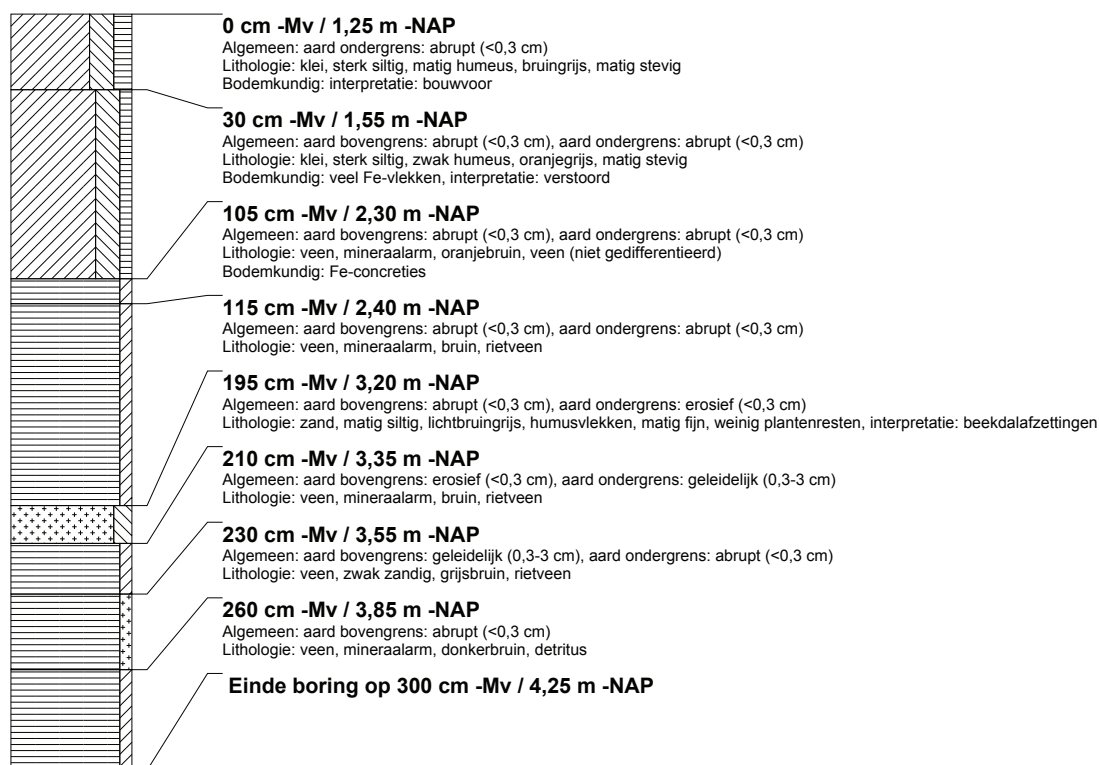 0 cm -Mv / 1,25 m -NAP
Algemeen: aard ondergrens: abrupt (<0,3 cm)
Lithologie: klei, sterk siltig, matig humeus, bruingrijs, matig stevig
Bodemkundig: interpretatie: bouwvoor
30 cm -Mv / 1,55 m -NAP
Algemeen: aard bovengrens: abrupt (<0,3 cm), aard ondergrens: abrupt (<0,3 cm)
Lithologie: klei, sterk siltig, zwak humeus, oranjegrijs, matig stevig
Bodemkundig: veel Fe-vlekken, interpretatie: verstoord
105 cm -Mv / 2,30 m -NAP
Algemeen: aard bovengrens: abrupt (<0,3 cm), aard ondergrens: abrupt (<0,3 cm)
Lithologie: veen, mineraalarm, oranjebruin, veen (niet gedifferentieerd)
Bodemkundig: Fe-concreties
115 cm -Mv / 2,40 m -NAP
Algemeen: aard bovengrens: abrupt (<0,3 cm), aard ondergrens: abrupt (<0,3 cm)
Lithologie: veen, mineraalarm, bruin, rietveen
195 cm -Mv / 3,20 m -NAP
Algemeen: aard bovengrens: abrupt (<0,3 cm), aard ondergrens: erosief (<0,3 cm)
Lithologie: zand, matig siltig, lichtbruingrijs, humusvlekken, matig fijn, weinig plantenresten, interpretatie: beekdalafzettingen
210 cm -Mv / 3,35 m -NAP
Algemeen: aard bovengrens: erosief (<0,3 cm), aard ondergrens: geleidelijk (0,3-3 cm)
Lithologie: veen, mineraalarm, bruin, rietveen
230 cm -Mv / 3,55 m -NAP
Algemeen: aard bovengrens: geleidelijk (0,3-3 cm), aard ondergrens: abrupt (<0,3 cm)
Lithologie: veen, zwak zandig, grijsbruin, rietveen
260 cm -Mv / 3,85 m -NAP
Algemeen: aard bovengrens: abrupt (<0,3 cm)
Lithologie: veen, mineraalarm, donkerbruin, detritus
Einde boring op 300 cm -Mv / 4,25 m -NAP